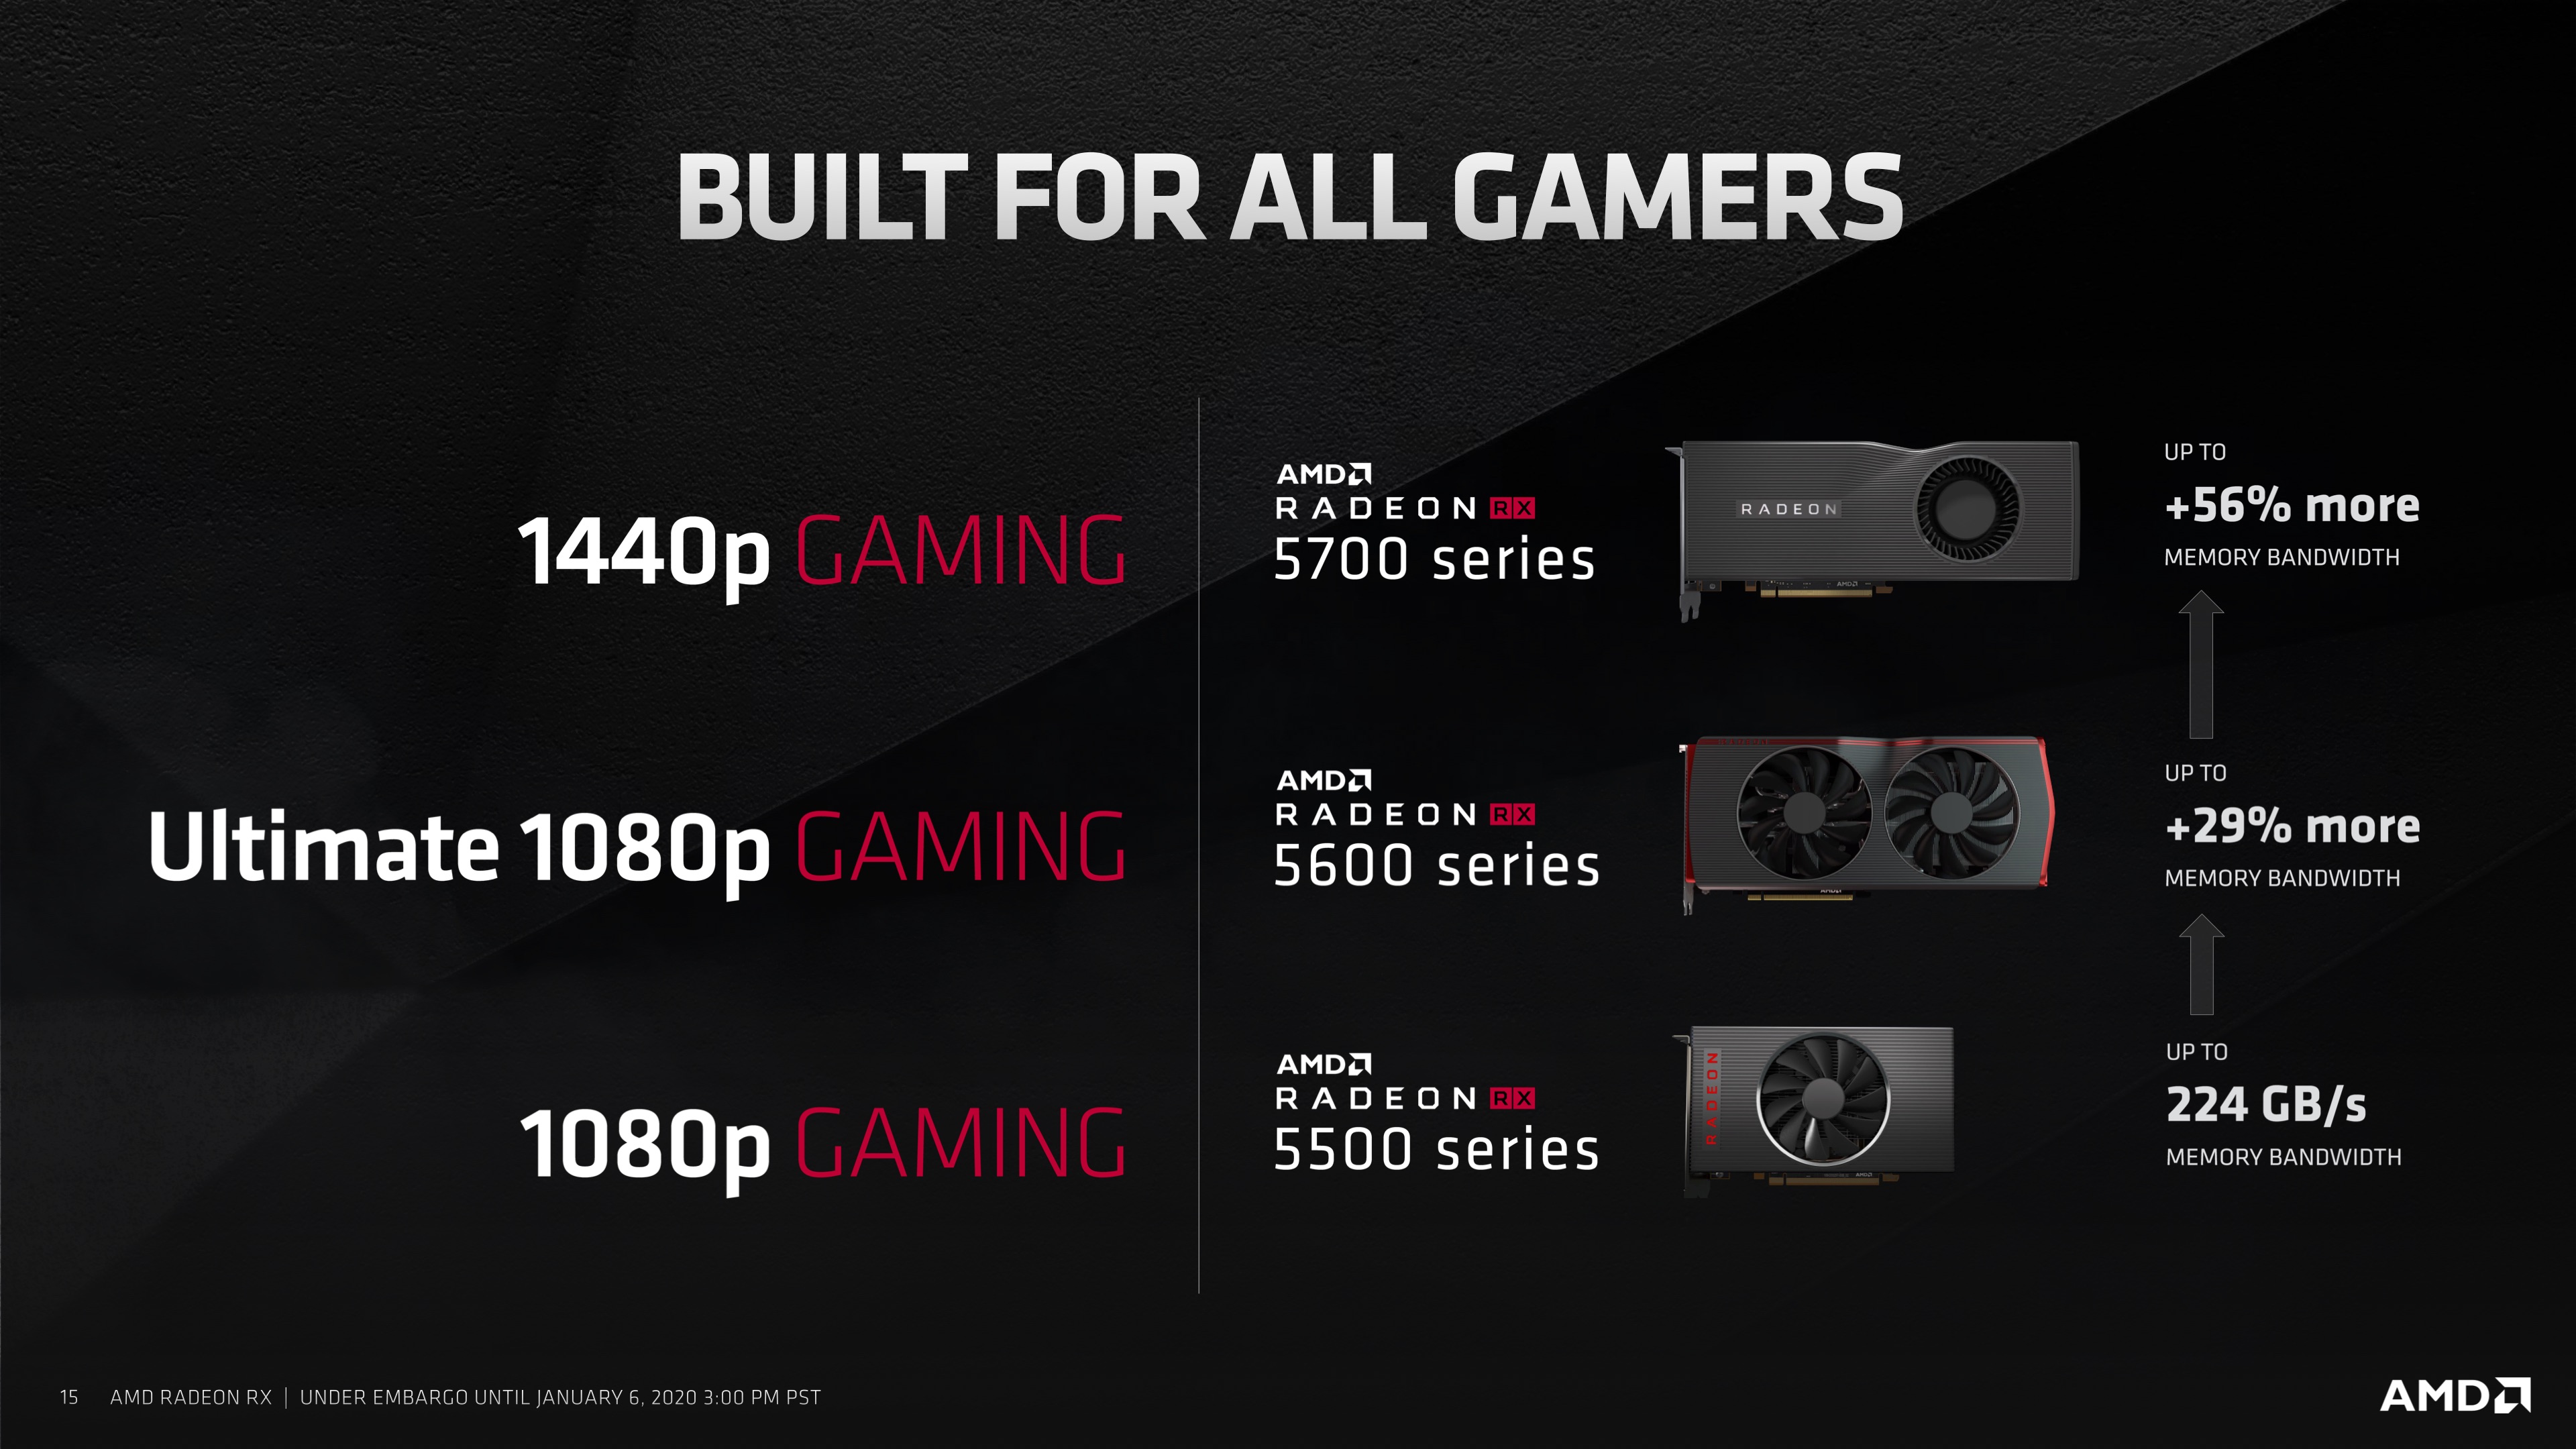 BUILT FOR ALL GAMERS
1440p GAMING
AMD
RADEON RX
5700 series
RADEON
AMD
UP TO
+56% more
MEMORY BANDWIDTH
Ultimate 1080p GAMING
AMD
RADEON RX
5600 series
AMD
UP TO
+29% more
MEMORY BANDWIDTH
1080p GAMING
AMD
RADEON RX
5500 series
RADEON
AMD
UP TO
224 GB/s
MEMORY BANDWIDTH
15 AMD RADEON RX | UNDER EMBARGO UNTIL JANUARY 6, 2020 3:00 PM PST
AMD